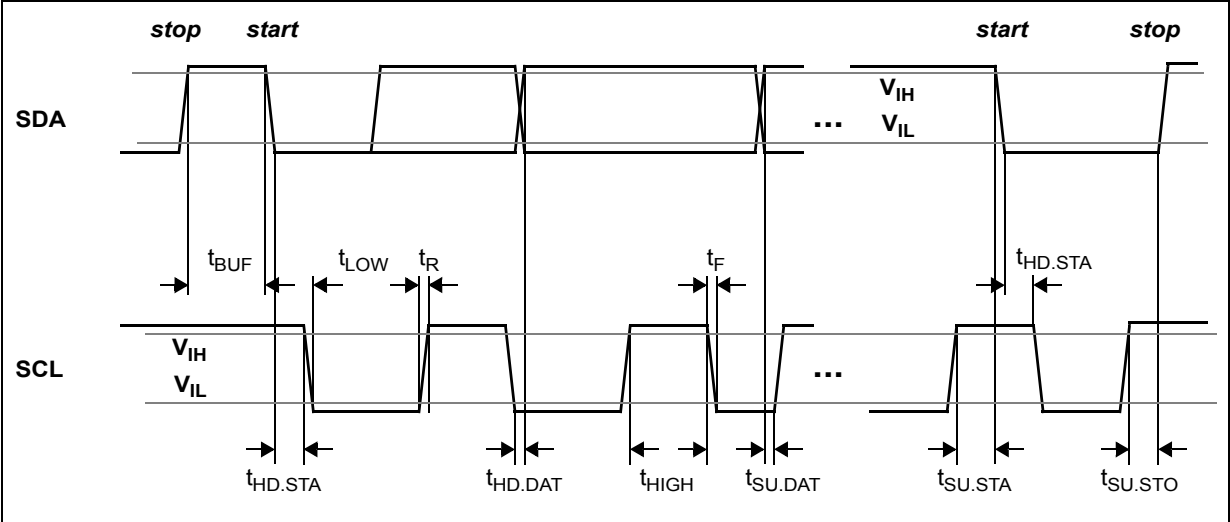 stop start start stop
SDA
VIH
VIL
...
tBUF tLOW tR tF tHD.STA
SCL
VIH
VIL
...
tHD.STA tHD.DAT tHIGH tSU.DAT tSU.STA tSU.STO